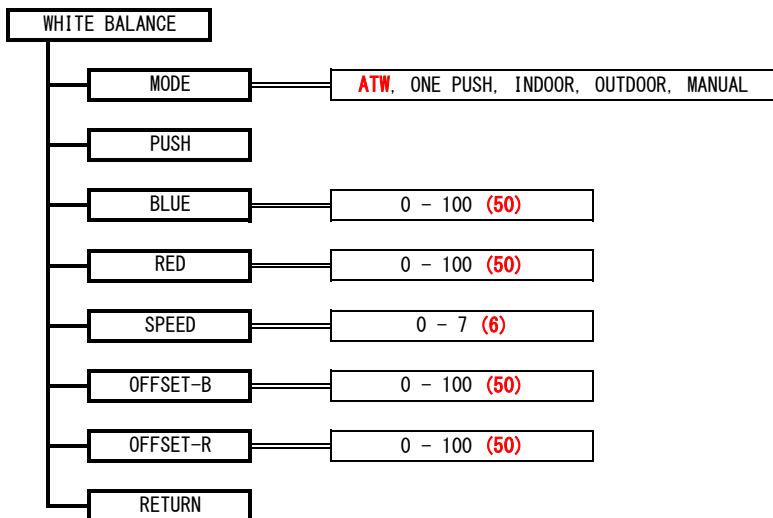 WHITE BALANCE
MODE ATW, ONE PUSH, INDOOR, OUTDOOR, MANUAL
PUSH
BLUE 0 - 100 (50)
RED 0 - 100 (50)
SPEED 0 - 7 (6)
OFFSET-B 0 - 100 (50)
OFFSET-R 0 - 100 (50)
RETURN